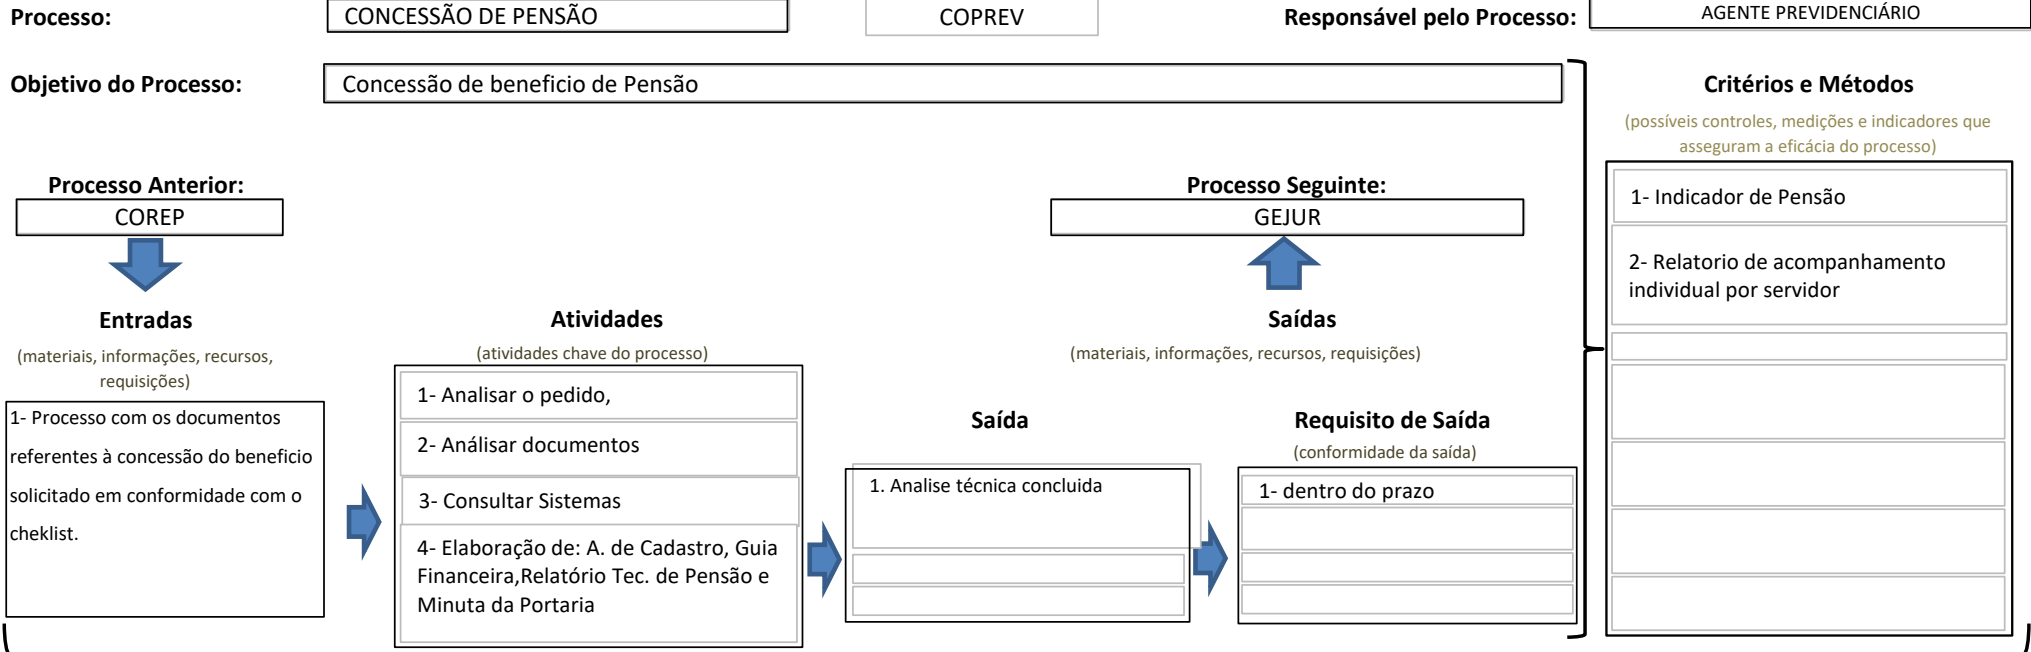 Processo:
CONCESSÃO DE PENSÃO
COPREV
Responsável pelo Processo:
AGENTE PREVIDENCIÁRIO
Objetivo do Processo:
Concessão de beneficio de Pensão
Critérios e Métodos
(possíveis controles, medições e indicadores que
asseguram a eficácia do processo)
1- Indicador de Pensão
2- Relatorio de acompanhamento
individual por servidor
Processo Anterior:
COREP
Processo Seguinte:
GEJUR
Entradas
(materiais, informações, recursos,
requisições)
1- Processo com os documentos
referentes à concessão do beneficio
solicitado em conformidade com o
cheklist.
Atividades
(atividades chave do processo)
1- Analisar o pedido,
2- Análisar documentos
3- Consultar Sistemas
4- Elaboração de: A. de Cadastro, Guia
Financeira,Relatório Tec. de Pensão e
Minuta da Portaria
Saídas
(materiais, informações, recursos, requisições)
Saída
1. Analise técnica concluida
Requisito de Saída
(conformidade da saída)
1- dentro do prazo